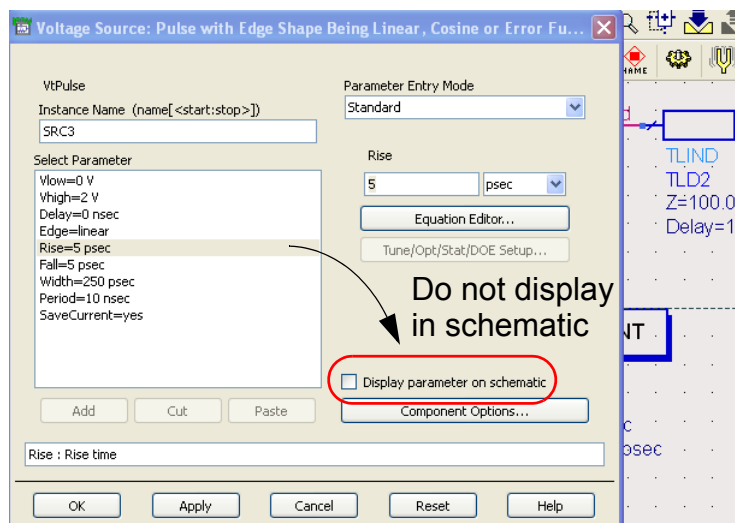 Voltage Source: Pulse with Edge Shape Being Linear, Cosine or Error Fu...
VtPulse
Instance Name (name[<start:stop>])
SRC3
Select Parameter
Vlow=0 V
Vhigh=2 V
Delay=0 nsec
Edge=linear
Rise=5 psec
Fall=5 psec
Width=250 psec
Period=10 nsec
SaveCurrent=yes
Add
Cut
Paste
Parameter Entry Mode
Standard
Rise
5
psec
Equation Editor...
Tune/Opt/Stat/DOE Setup...
Do not display
in schematic
Display parameter on schematic
Component Options...
Rise : Rise time
OK
Apply
Cancel
Reset
Help
TLIND
TLD2
Z=100.0
Delay=1
NT
psec